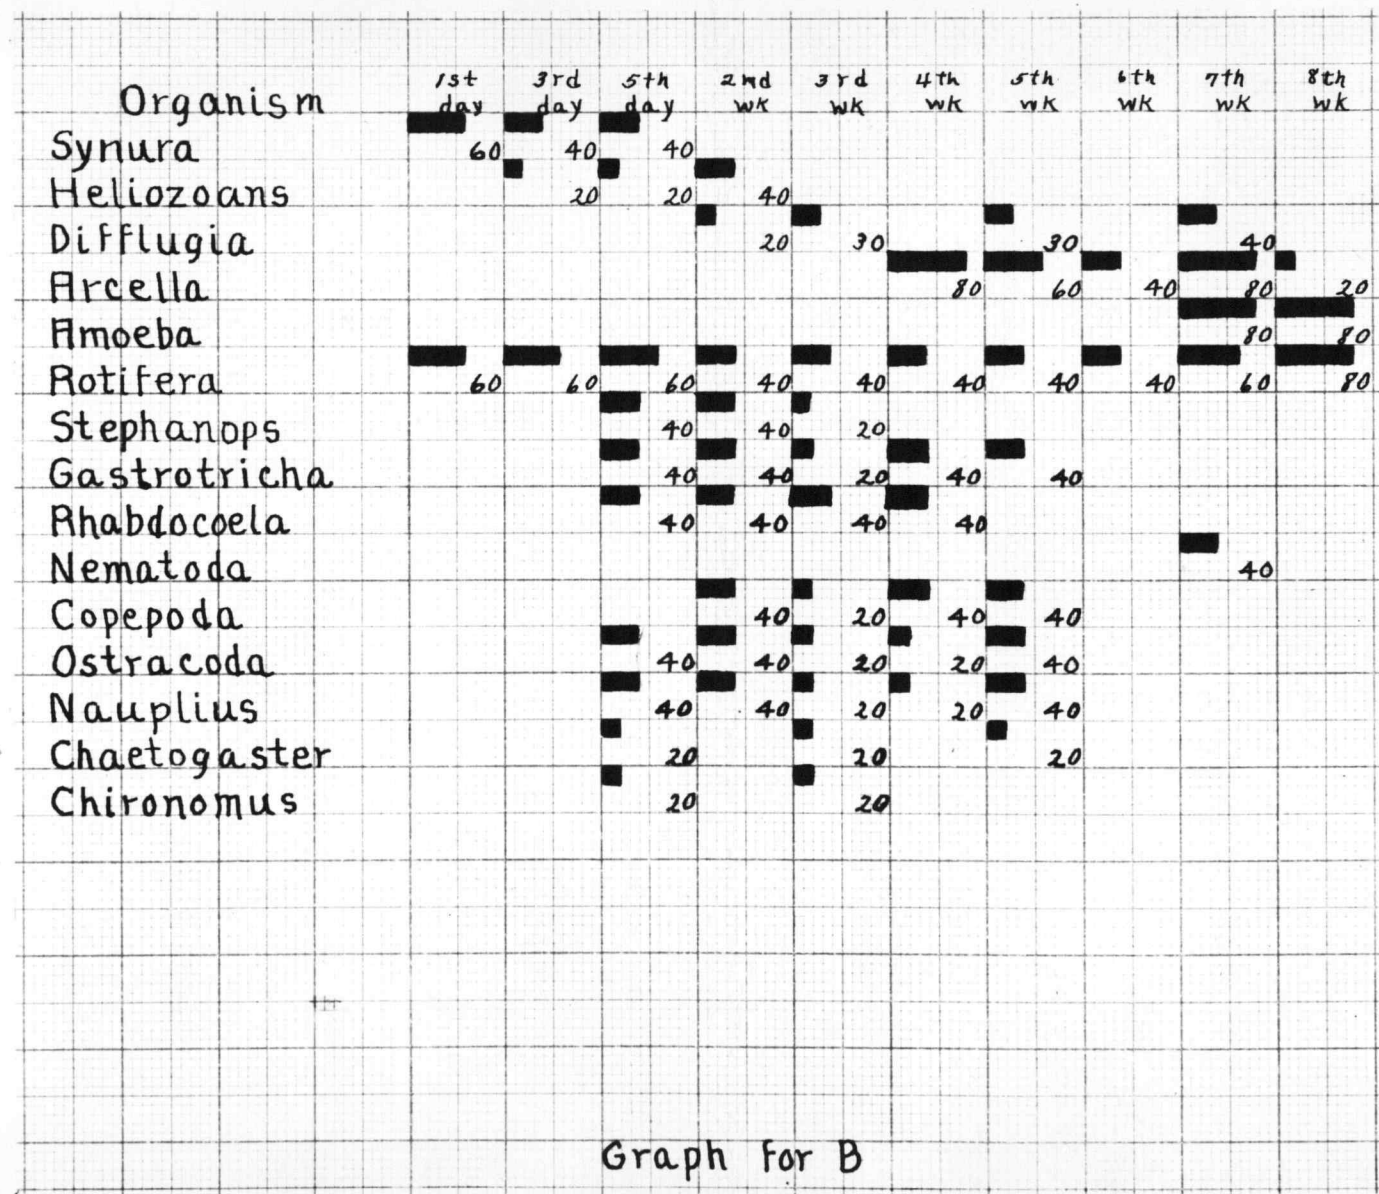 1st 3rd 5th 2nd 3rd 4th 5th 6th 7th 8th
Organism day day day wk wk wk wk wk wk wk
Synura 60 40 40
Heliozoans 20 20 40
Difflugia 20 30 30 40
Arcella 80 60 40 80 20
Amoeba 80 80
Rotifera 60 60 60 40 40 40 40 40 60 80
Stephanops 40 40 20
Gastrotricha 40 40 20 40 40
Rhabdocoela 40 40 40 40
Nematoda 40
Copepoda 40 20 40 40
Ostracoda 40 40 20 20 40
Nauplius 40 40 20 20 40
Chaetogaster 20 20 20
Chironomus 20 20
Graph for B